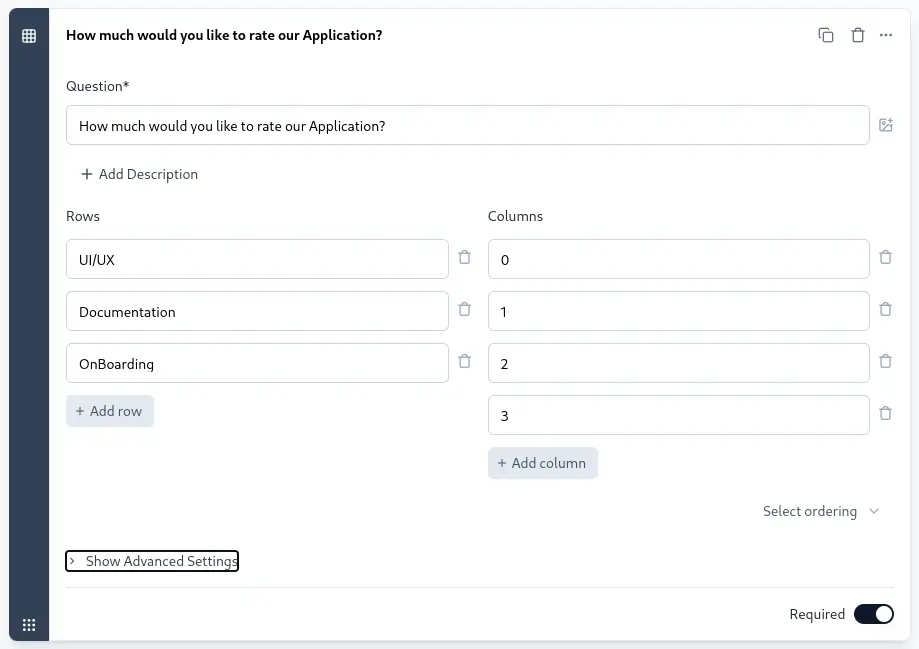 How much would you like to rate our Application?
Question*
How much would you like to rate our Application?
+ Add Description
Rows
Columns
UI/UX
0
Documentation
1
OnBoarding
2
+ Add row
3
+ Add column
Select ordering
Show Advanced Settings
Required